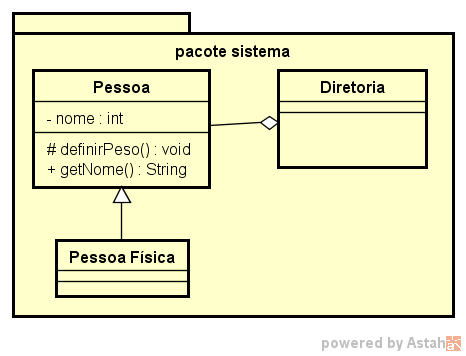 pacote sistema
Pessoa
- nome : int
# definirPeso() : void
+ getNome() : String
Diretoria
Pessoa Física
powered by Astah